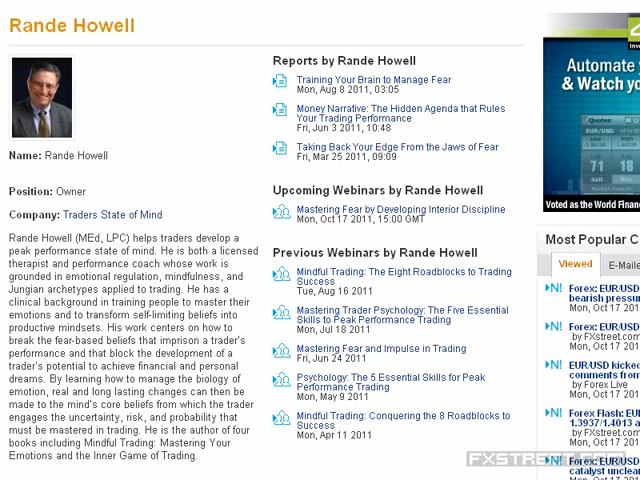 Rande Howell
Name: Rande Howell
Position: Owner
Company: Traders State of Mind
Rande Howell (MEd, LPC) helps traders develop a
peak performance state of mind. He is both a licensed
therapist and performance coach whose work is
grounded in emotional regulation, mindfulness, and
Jungian archetypes applied to trading. He has a
clinical background in training people to master their
emotions and to transform self-limiting beliefs into
productive mindsets. His work centers on how to
break the fear-based beliefs that imprison a trader's
performance and that block the development of a
trader's potential to achieve financial and personal
dreams. By learning how to manage the biology of
emotion, real and long lasting changes can then be
made to the mind's core beliefs from which the trader
engages the uncertainty, risk, and probability that
must be mastered in trading. He is the author of four
books including Mindful Trading: Mastering Your
Emotions and the Inner Game of Trading.
Reports by Rande Howell
Training Your Brain to Manage Fear
Mon, Aug 8 2011, 03:05
Money Narrative: The Hidden Agenda that Rules
Your Trading Performance
Fri, Jun 3 2011, 10:48
Taking Back Your Edge From the Jaws of Fear
Fri, Mar 25 2011, 09:09
Upcoming Webinars by Rande Howell
Mastering Fear by Developing Interior Discipline
Mon, Oct 17 2011, 15:00 GMT
Previous Webinars by Rande Howell
Mindful Trading: The Eight Roadblocks to Trading
Success
Tue, Aug 16 2011
Mastering Trader Psychology: The Five Essential
Skills to Peak Performance Trading
Mon, Jul 18 2011
Mastering Fear and Impulse in Trading
Fri, Jun 24 2011
Psychology: The 5 Essential Skills for Peak
Performance Trading
Mon, May 9 2011
Mindful Trading: Conquering the 8 Roadblocks to
Success
Mon, Apr 11 2011
Automate
& Watch
Quotes
EUR/USD
Low
High
71
18
Sell
Voted as the World Finan
Most Popular C
Viewed
E-Maile
Forex: EUR/USD
bearish pressu
Mon, Oct 17 201
Forex: EUR/USD
by FXstreet.com
Mon, Oct 17 201
EUR/USD kicked
comments from
by Forex Live
Mon, Oct 17 201
Forex Flash: EU
1.3937/1.4013 a
by FXstreet.com
Mon, Oct 17 201
Forex: EUR/USD
catalyst unclea
FXSTREET.COM